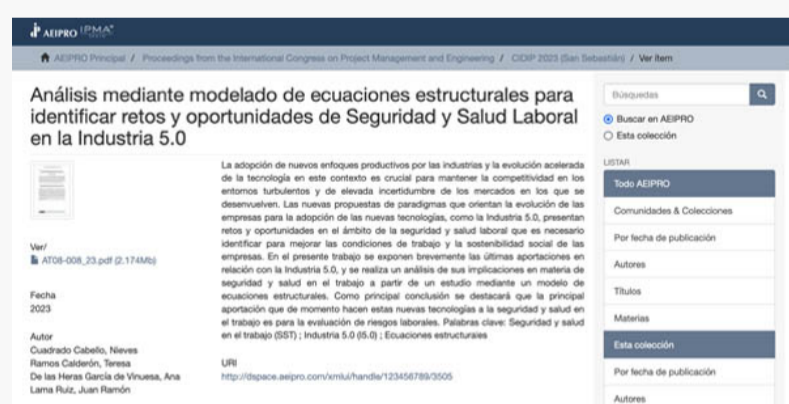 AEIPRO IPMA
AEIPRO Principal / Proceedings from the International Congress on Project Management and Engineering / CIDIP 2023 (San Sebastián) / Ver ítem
Análisis mediante modelado de ecuaciones estructurales para
identificar retos y oportunidades de Seguridad y Salud Laboral
en la Industria 5.0
Ver/
AT08-008_23.pdf (2.174Mb)
Fecha
2023
Autor
Cuadrado Cabello, Nieves
Ramos Calderón, Teresa
De las Heras García de Vinuesa, Ana
Lama Ruiz, Juan Ramón
La adopción de nuevos enfoques productivos por las industrias y la evolución acelerada
de la tecnología en este contexto es crucial para mantener la competitividad en los
entornos turbulentos y de elevada incertidumbre de los mercados en los que se
desenvuelven. Las nuevas propuestas de paradigmas que orientan la evolución de las
empresas para la adopción de las nuevas tecnologías, como la Industria 5.0, presentan
retos y oportunidades en el ámbito de la seguridad y salud laboral que es necesario
identificar para mejorar las condiciones de trabajo y la sostenibilidad social de las
empresas. En el presente trabajo se exponen brevemente las últimas aportaciones en
relación con la Industria 5.0, y se realiza un análisis de sus implicaciones en materia de
seguridad y salud en el trabajo a partir de un estudio mediante un modelo de
ecuaciones estructurales. Como principal conclusión se destacará que la principal
aportación que de momento hacen estas nuevas tecnologías a la seguridad y salud en
el trabajo es para la evaluación de riesgos laborales. Palabras clave: Seguridad y salud
en el trabajo (SST) ; Industria 5.0 (I5.0) ; Ecuaciones estructurales
URI
http://dspace.aeipro.com/xmlui/handle/123456789/3505
Búsquedas
Buscar en AEIPRO
Esta colección
LISTAR
Todo AEIPRO
Comunidades & Colecciones
Por fecha de publicación
Autores
Títulos
Materias
Esta colección
Por fecha de publicación
Autores